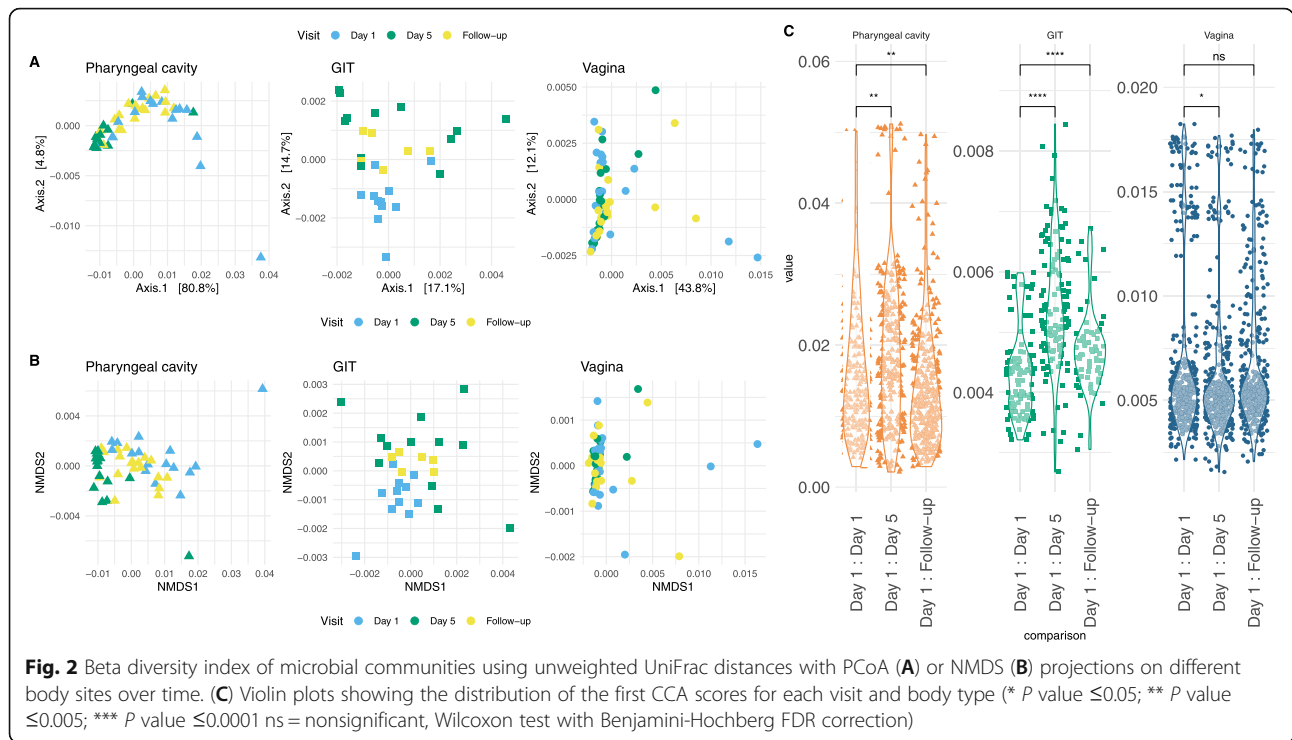 Visit Day 1 Day 5 Follow-up
A
Pharyngeal cavity
GIT
Vagina
Axis.2 [4.8%]
0.000
−0.005
−0.010
−0.01 0.00 0.01 0.02 0.03 0.04
Axis.1 [80.8%]
Axis.2 [14.7%]
0.002
0.000
−0.002
−0.002 0.000 0.002 0.004
Axis.1 [17.1%]
Axis.2 [12.1%]
0.0050
0.0025
0.0000
−0.0025
0.000 0.005 0.010 0.015
Axis.1 [43.8%]
Visit Day 1 Day 5 Follow-up
B
Pharyngeal cavity
GIT
Vagina
NMDS2
0.004
0.000
−0.004
−0.01 0.00 0.01 0.02 0.03 0.04
NMDS1
NMDS2
0.003
0.002
0.001
0.000
−0.001
−0.002
−0.003
−0.002 0.000 0.002 0.004
NMDS1
NMDS2
0.001
0.000
−0.001
−0.002
0.000 0.005 0.010 0.015
NMDS1
Visit Day 1 Day 5 Follow-up
C
Pharyngeal cavity
GIT
Vagina
value
0.06
0.04
0.02
0.00
**
**
Day 1 : Day 1
Day 1 : Day 5
Day 1 : Follow-up
0.008
0.006
0.004
****
****
Day 1 : Day 1
Day 1 : Day 5
Day 1 : Follow-up
0.020
0.015
0.010
0.005
ns
*
Day 1 : Day 1
Day 1 : Day 5
Day 1 : Follow-up
comparison
Fig. 2 Beta diversity index of microbial communities using unweighted UniFrac distances with PCoA (A) or NMDS (B) projections on different
body sites over time. (C) Violin plots showing the distribution of the first CCA scores for each visit and body type (* P value ≤0.05; ** P value
≤0.005; *** P value ≤0.0001 ns = nonsignificant, Wilcoxon test with Benjamini-Hochberg FDR correction)